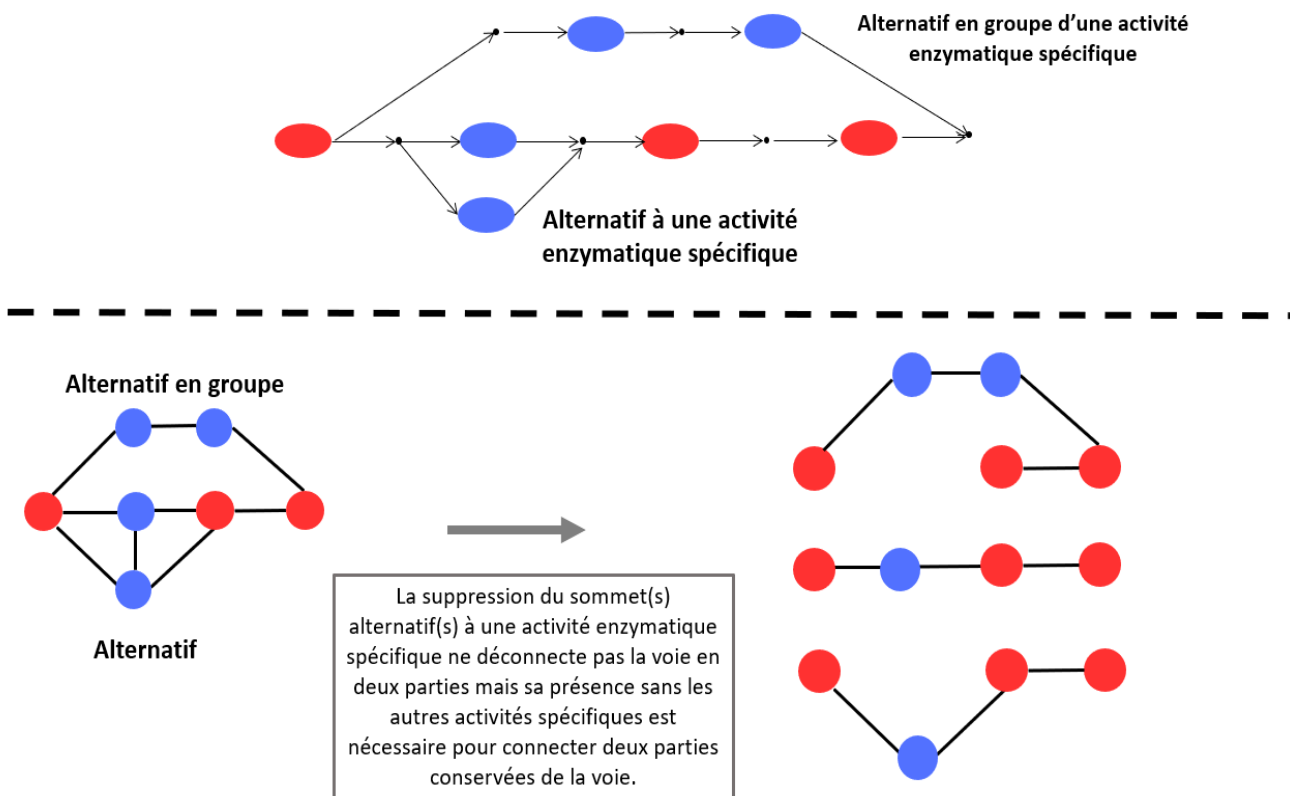 Alternatif en groupe d'une activité
enzymatique spécifique
Alternatif à une activité
enzymatique spécifique
Alternatif en groupe
Alternatif
La suppression du sommet(s)
alternatif(s) à une activité enzymatique
spécifique ne déconnecte pas la voie en
deux parties mais sa présence sans les
autres activités spécifiques est
nécessaire pour connecter deux parties
conservées de la voie.